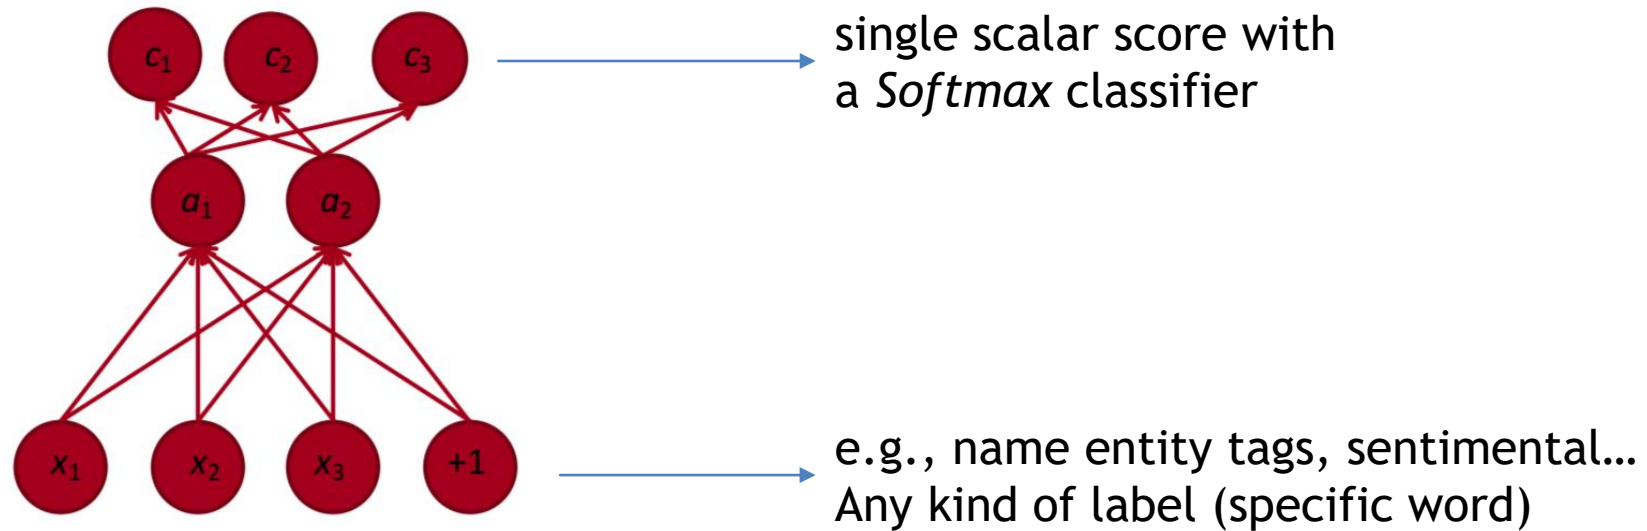 c₁ c₂ c₃
single scalar score with
a Softmax classifier
a₁ a₂
x₁ x₂ x₃ +1
e.g., name entity tags, sentimental…
Any kind of label (specific word)